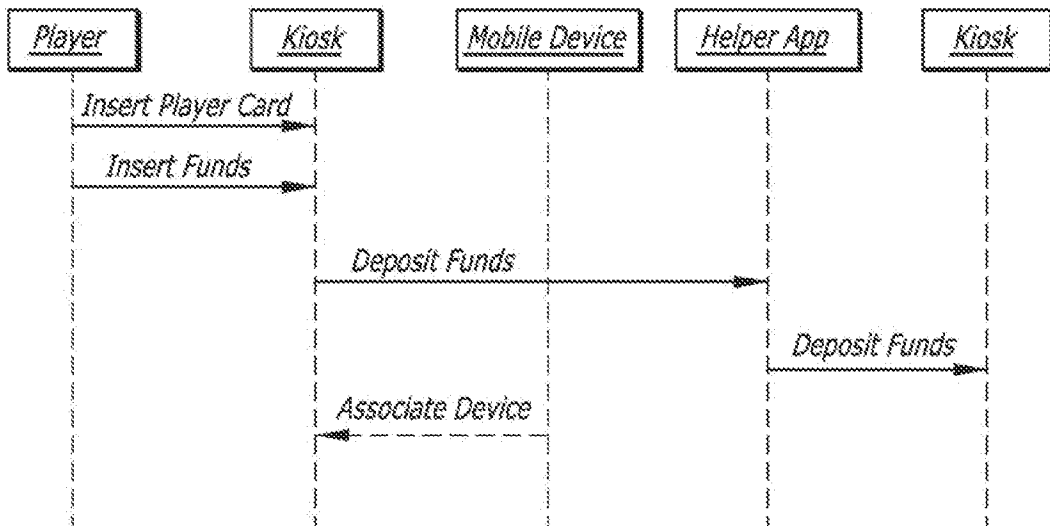 Player
Kiosk
Mobile Device
Helper App
Kiosk
Insert Player Card
Insert Funds
Deposit Funds
Deposit Funds
Associate Device